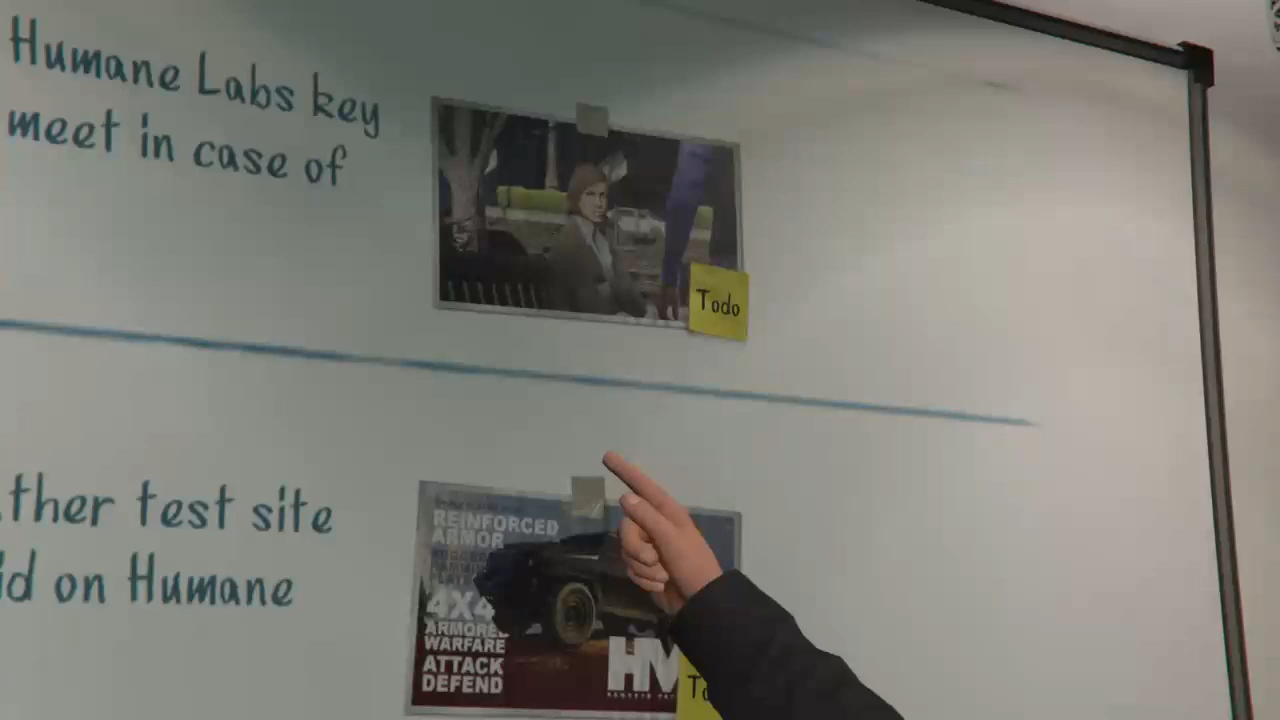 Humane Labs key
meet in case of
Todo
ther test site
id on Humane
REINFORCED
ARMOR
4X4
ARMORED
WARFARE
ATTACK
DEFEND
HV